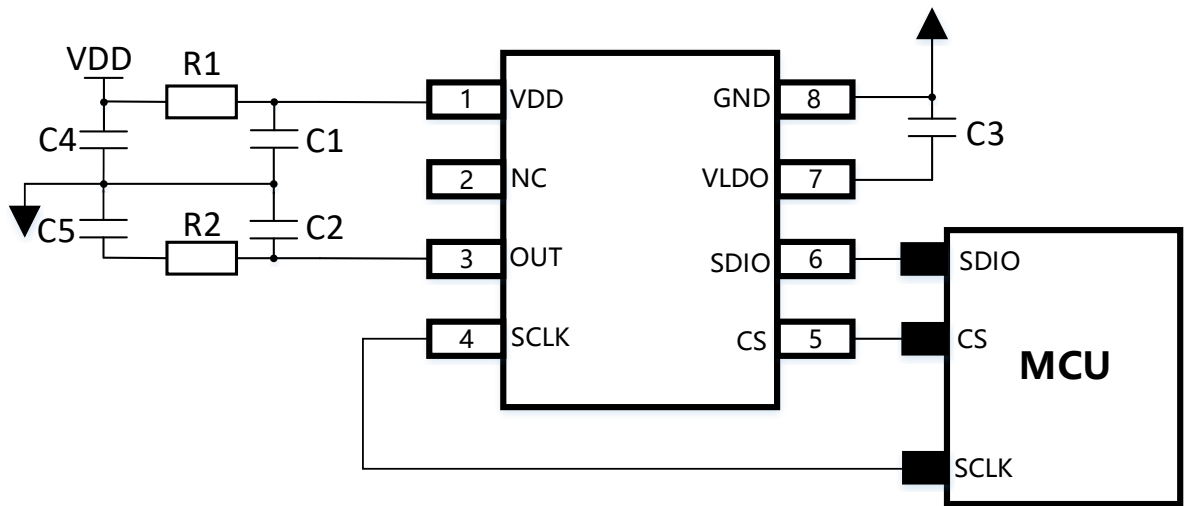 VDD
R1
C4
C1
C5
R2
C2
1 VDD
2 NC
3 OUT
4 SCLK
GND 8
VLDO 7
SDIO 6
CS 5
C3
SDIO
CS
MCU
SCLK